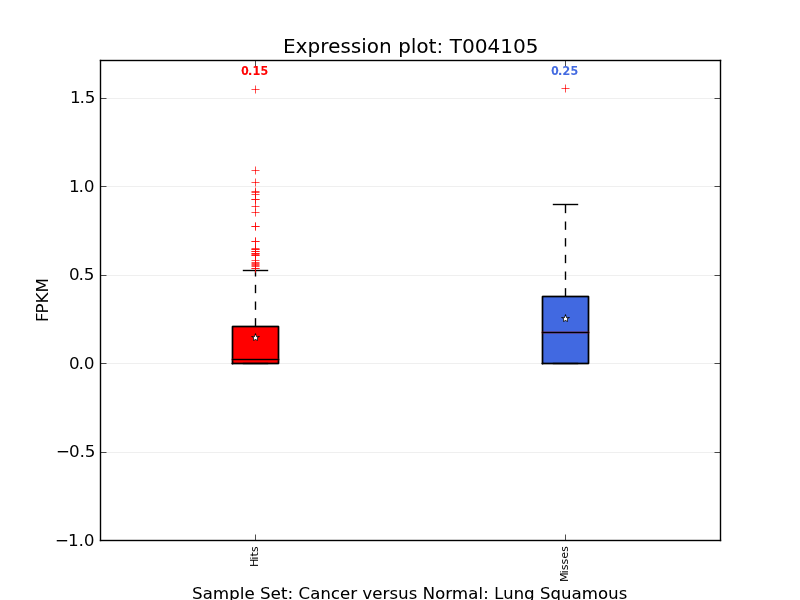 Expression plot: T004105
0.15
0.25
1.5
1.0
0.5
0.0
−0.5
−1.0
FPKM
Hits
Misses
Sample Set: Cancer versus Normal: Lung Squamous